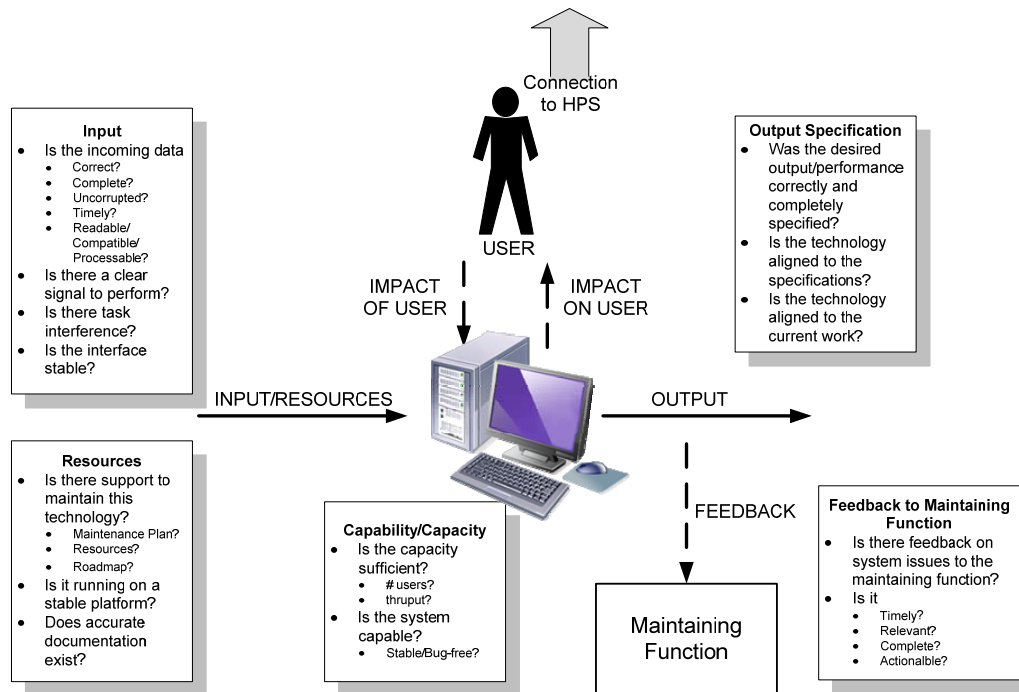 Connection
to HPS
Input
• Is the incoming data
• Correct?
• Complete?
• Uncorrupted?
• Timely?
• Readable/
Compatible/
Processable?
• Is there a clear
signal to perform?
• Is there task
interference?
• Is the interface
stable?
Output Specification
• Was the desired
output/performance
correctly and
completely
specified?
• Is the technology
aligned to the
specifications?
• Is the technology
aligned to the
current work?
USER
IMPACT
OF USER
IMPACT
ON USER
INPUT/RESOURCES
OUTPUT
Resources
• Is there support to
maintain this
technology?
• Maintenance Plan?
• Resources?
• Roadmap?
• Is it running on a
stable platform?
• Does accurate
documentation
exist?
Capability/Capacity
• Is the capacity
sufficient?
• # users?
• thruput?
• Is the system
capable?
• Stable/Bug-free?
FEEDBACK
Maintaining
Function
Feedback to Maintaining
Function
• Is there feedback on
system issues to the
maintaining function?
• Is it
• Timely?
• Relevant?
• Complete?
• Actionalble?